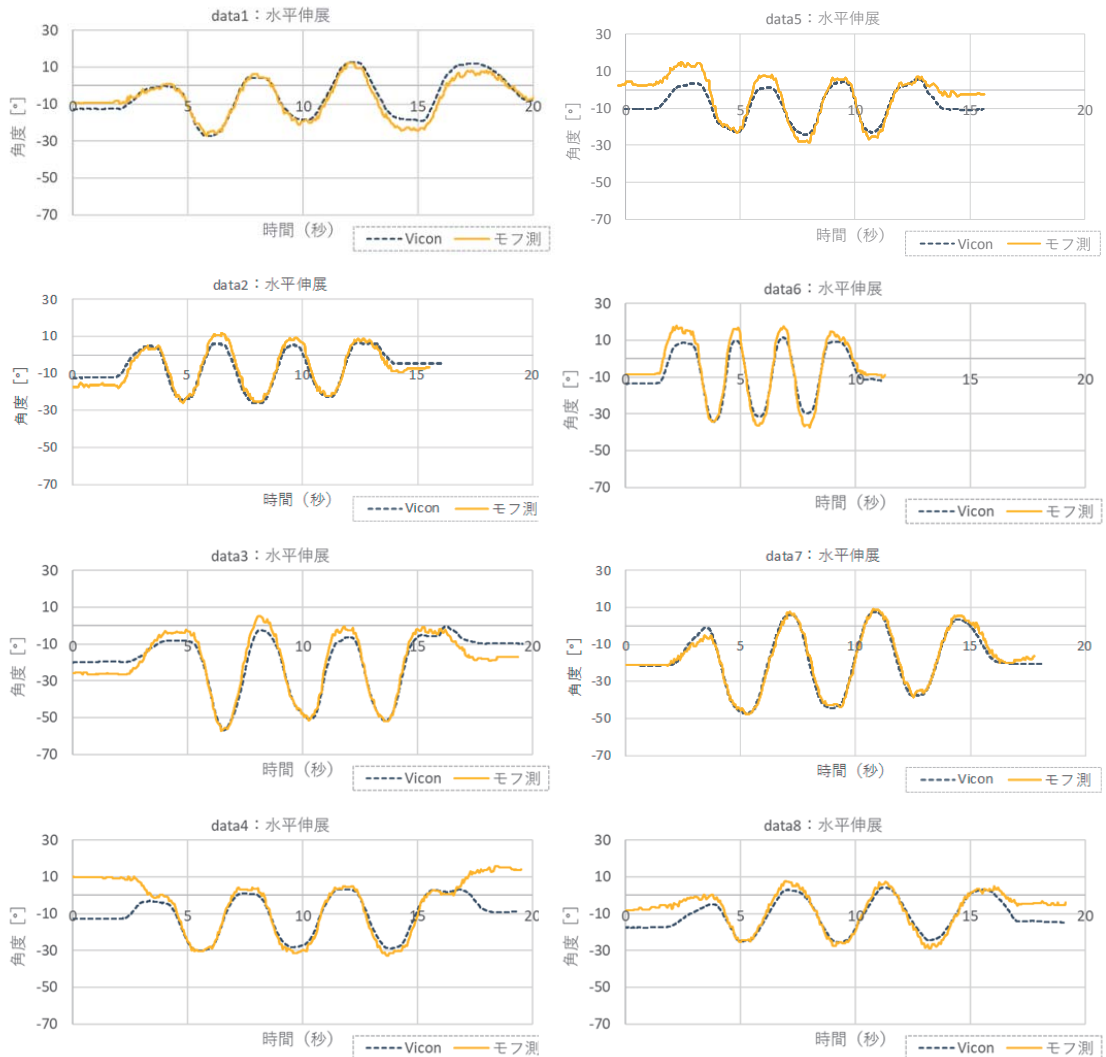 data1：水平伸展
30
10
-10
-30
-50
-70
0
5
10
15
20
角度 [°]
時間（秒）
Vicon
モフ測
data5：水平伸展
30
10
-10
-30
-50
-70
0
5
10
15
20
角度 [°]
時間（秒）
Vicon
モフ測
data2：水平伸展
30
10
-10
-30
-50
-70
0
5
10
15
20
角度 [°]
時間（秒）
Vicon
モフ測
data6：水平伸展
30
10
-10
-30
-50
-70
0
5
10
15
20
角度 [°]
時間（秒）
Vicon
モフ測
data3：水平伸展
30
10
-10
-30
-50
-70
0
5
10
15
20
角度 [°]
時間（秒）
Vicon
モフ測
data7：水平伸展
30
10
-10
-30
-50
-70
0
5
10
15
20
角度 [°]
時間（秒）
Vicon
モフ測
data4：水平伸展
30
10
-10
-30
-50
-70
0
5
10
15
20
角度 [°]
時間（秒）
Vicon
モフ測
data8：水平伸展
30
10
-10
-30
-50
-70
0
5
10
15
20
角度 [°]
時間（秒）
Vicon
モフ測